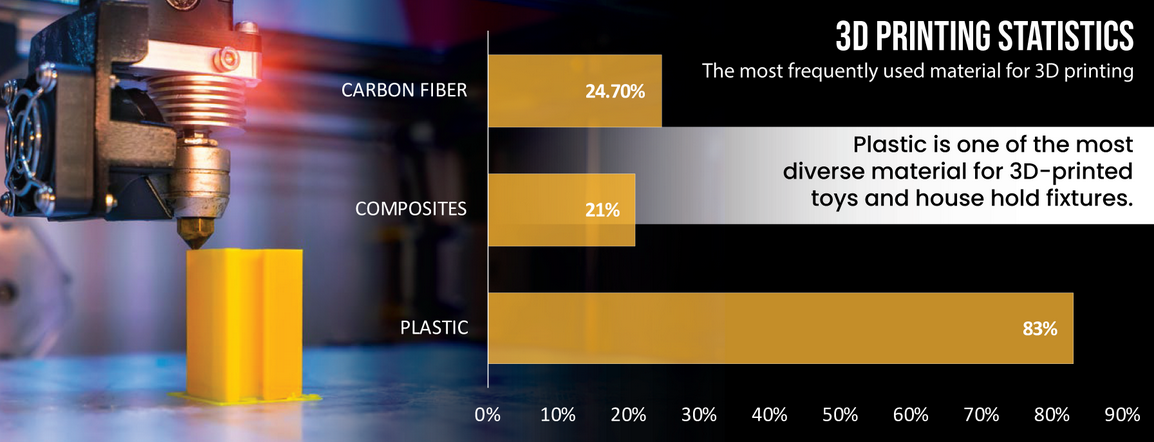 3D PRINTING STATISTICS
The most frequently used material for 3D printing
CARBON FIBER
24.70%
Plastic is one of the most
diverse material for 3D-printed
toys and house hold fixtures.
COMPOSITES
21%
PLASTIC
83%
0% 10% 20% 30% 40% 50% 60% 70% 80% 90%